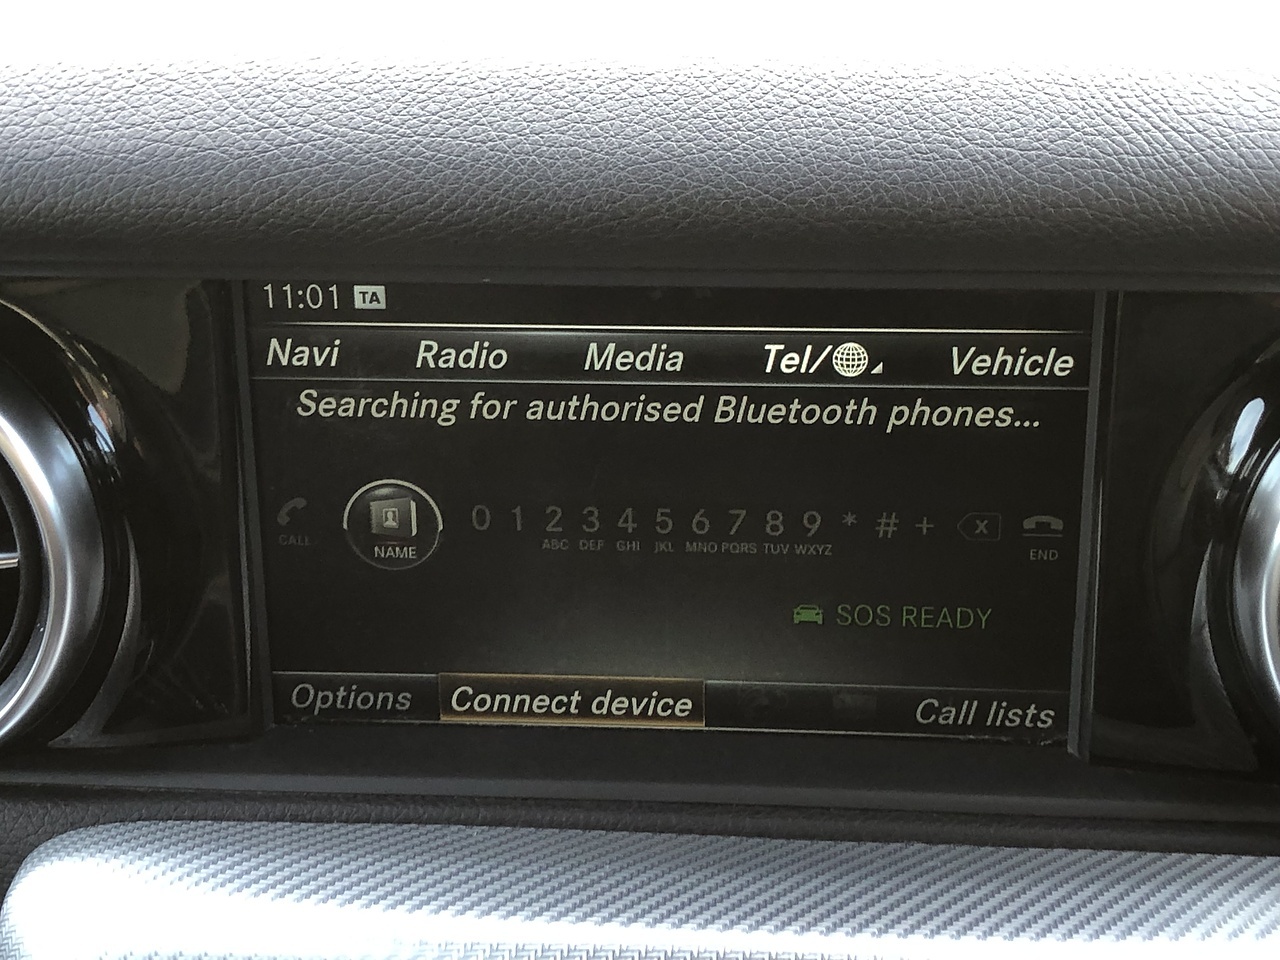 11:01 TA
Navi Radio Media Tel/ Vehicle
Searching for authorised Bluetooth phones...
CALL NAME 0 1 2 3 4 5 6 7 8 9 * # + X END
ABC DEF GHI JKL MNO PQRS TUV WXYZ
SOS READY
Options Connect device Call lists